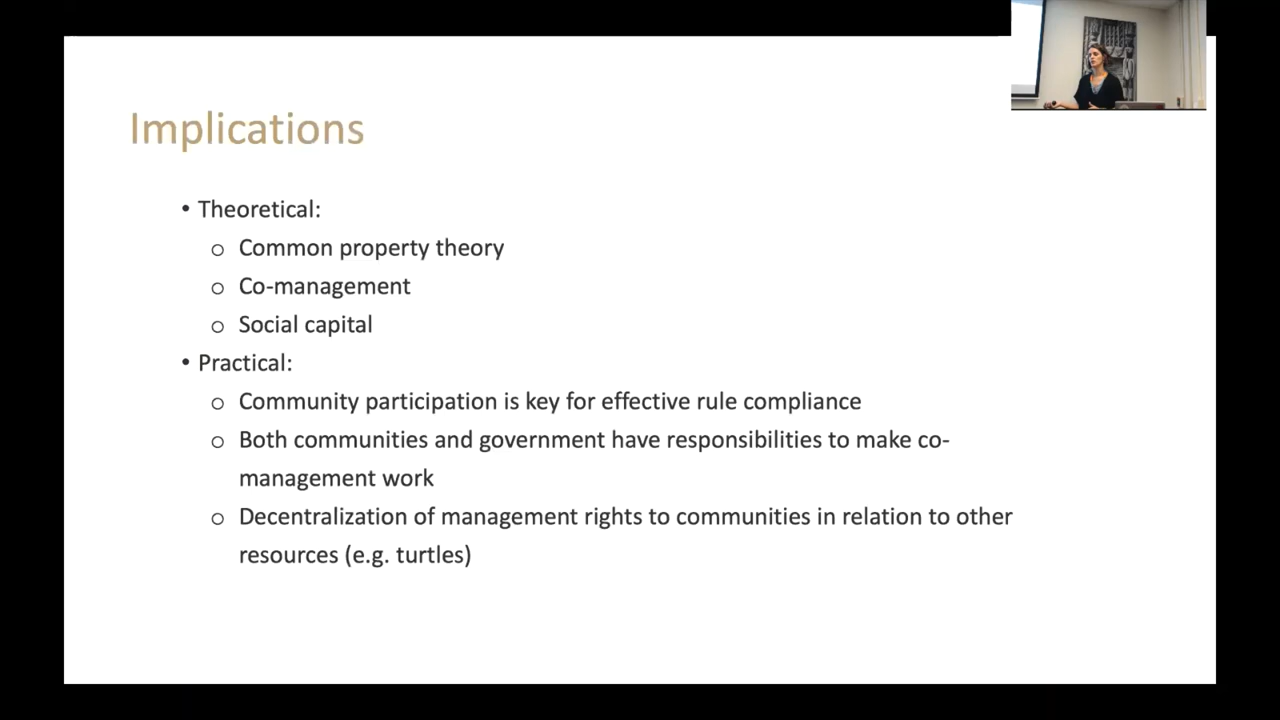 Implications
• Theoretical:
o Common property theory
o Co-management
o Social capital
• Practical:
o Community participation is key for effective rule compliance
o Both communities and government have responsibilities to make co-
management work
o Decentralization of management rights to communities in relation to other
resources (e.g. turtles)